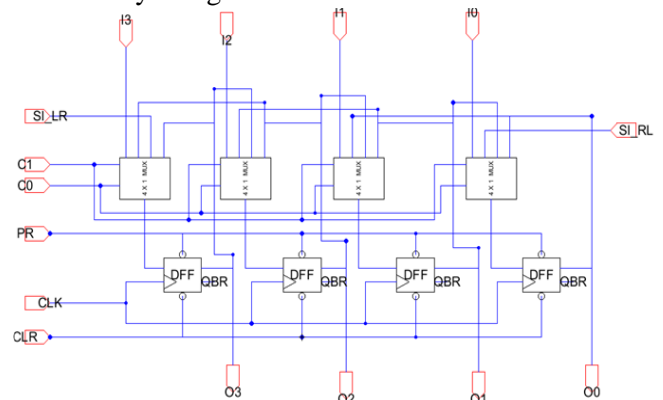 I3
I2
I1
I0
SI_LR
SI_RL
C1
C0
4 X 1 MUX
4 X 1 MUX
4 X 1 MUX
4 X 1 MUX
PR
DFF
QBR
DFF
QBR
DFF
QBR
DFF
QBR
CLK
CLR
O3
O2
O1
O0